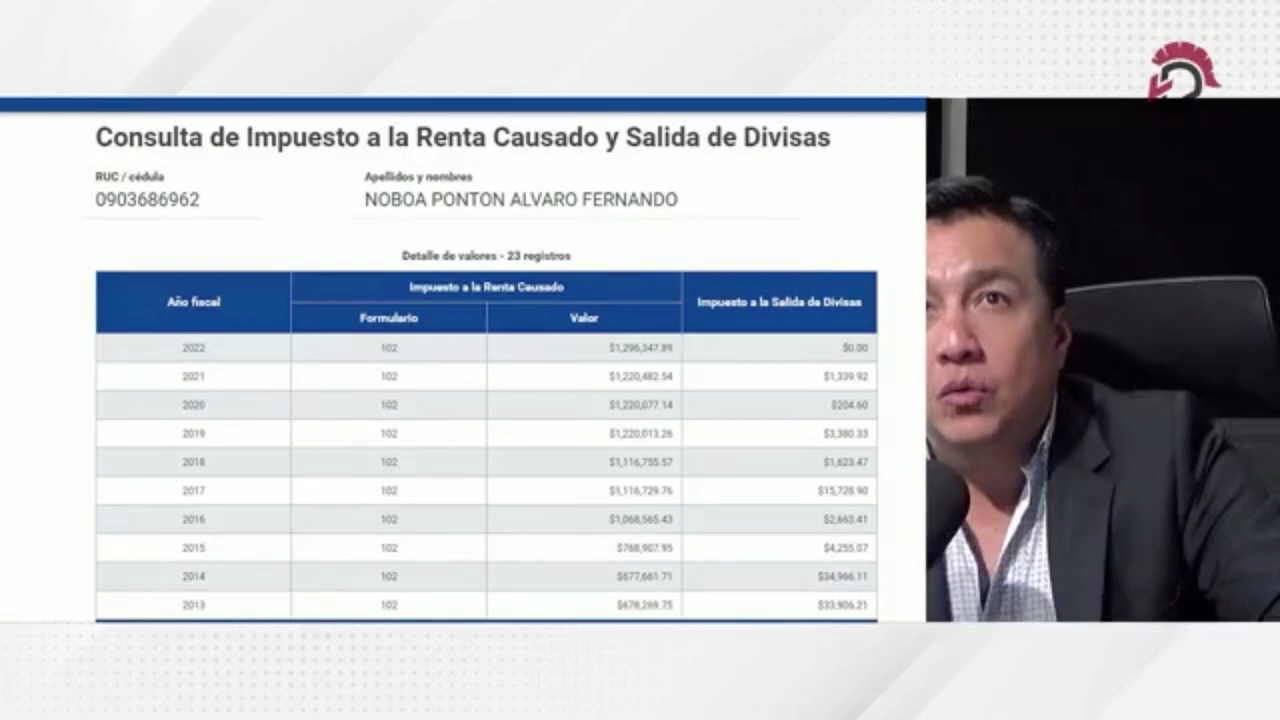 Consulta de Impuesto a la Renta Causado y Salida de Divisas
RUC / cédula Apellidos y nombres
0903686962 NOBOA PONTON ALVARO FERNANDO
Detalle de valores - 23 registros
Año fiscal Impuesto a la Renta Causado Impuesto a la Salida de Divisas
Formulario Valor
2022 102 $1,296,347.89 $0.00
2021 102 $1,220,482.54 $1,339.92
2020 102 $1,220,077.14 $204.60
2019 102 $1,220,013.26 $3,380.33
2018 102 $1,116,755.57 $1,623.47
2017 102 $1,116,729.76 $15,728.90
2016 102 $1,068,565.43 $2,663.41
2015 102 $768,907.95 $4,255.07
2014 102 $677,661.71 $34,966.11
2013 102 $678,269.75 $33,906.21